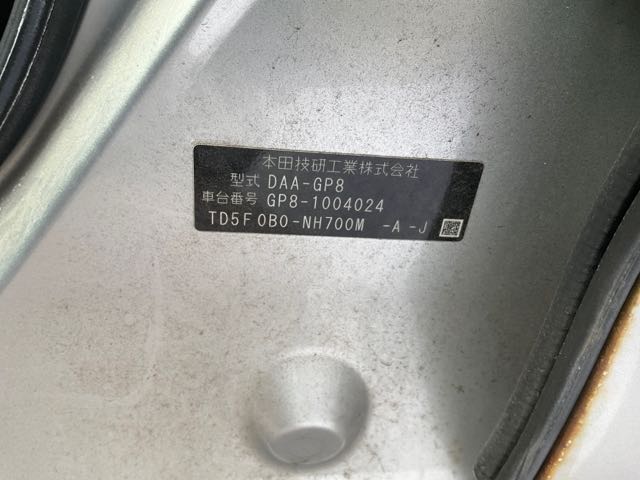 本田技研工業株式会社
型式 DAA-GP8
車台番号 GP8-1004024
TD5F0B0-NH700M -A -J